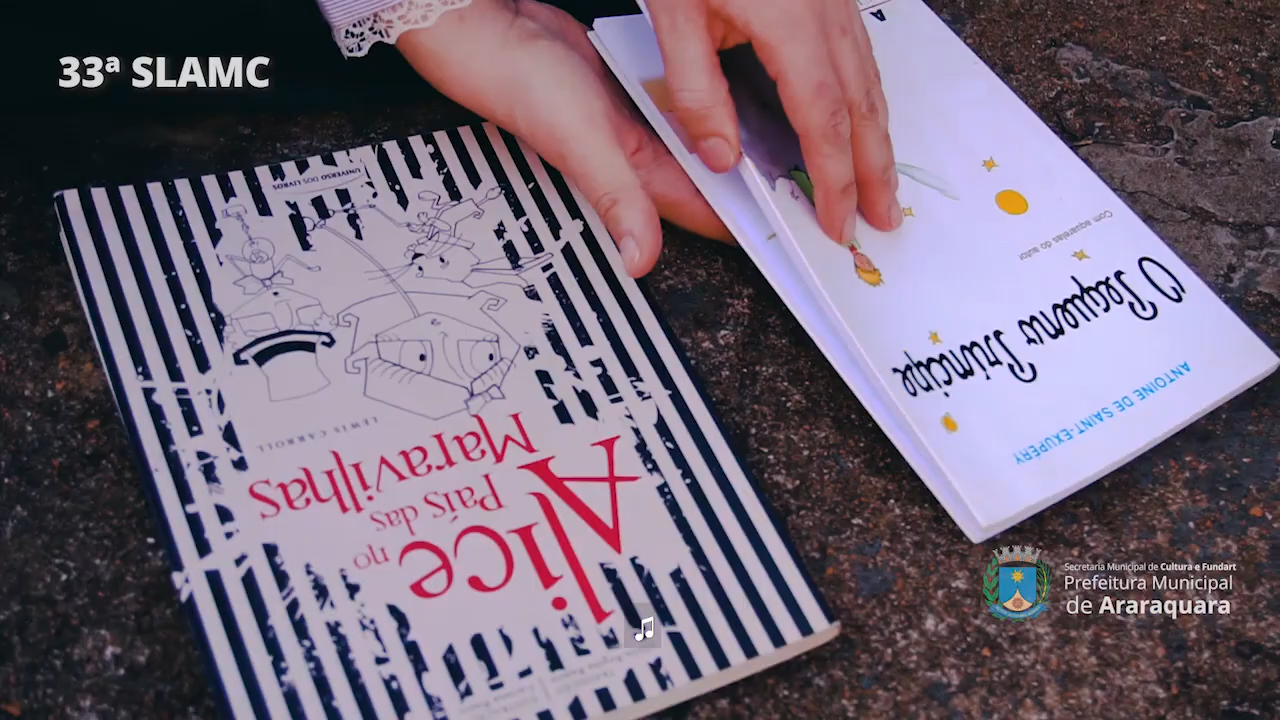 33ª SLAMC
UNIVERSO DOS LIVROS
LEWIS CARROLL
Alice no
País das
Maravilhas
A
Com aquarelas do autor
O Pequeno Príncipe
ANTOINE DE SAINT-EXUPÉRY
Secretaria Municipal de Cultura e Fundart
Prefeitura Municipal
de Araraquara